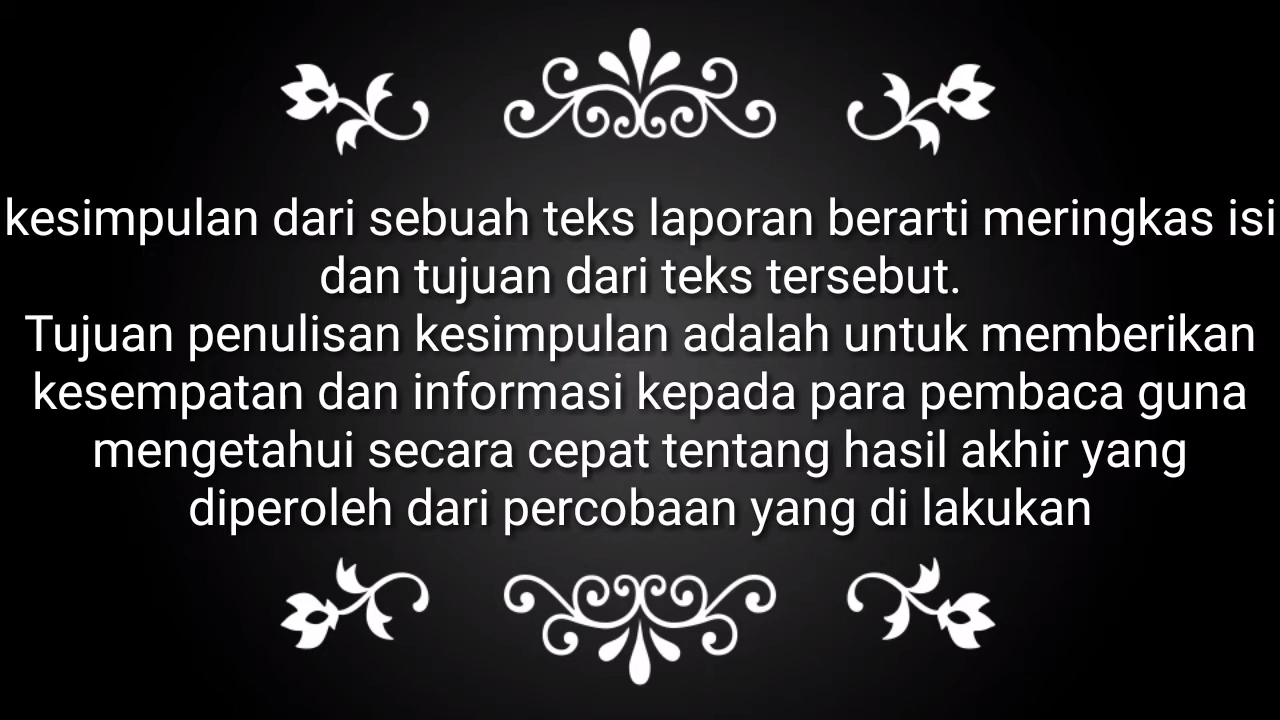 kesimpulan dari sebuah teks laporan berarti meringkas isi
dan tujuan dari teks tersebut.
Tujuan penulisan kesimpulan adalah untuk memberikan
kesempatan dan informasi kepada para pembaca guna
mengetahui secara cepat tentang hasil akhir yang
diperoleh dari percobaan yang di lakukan